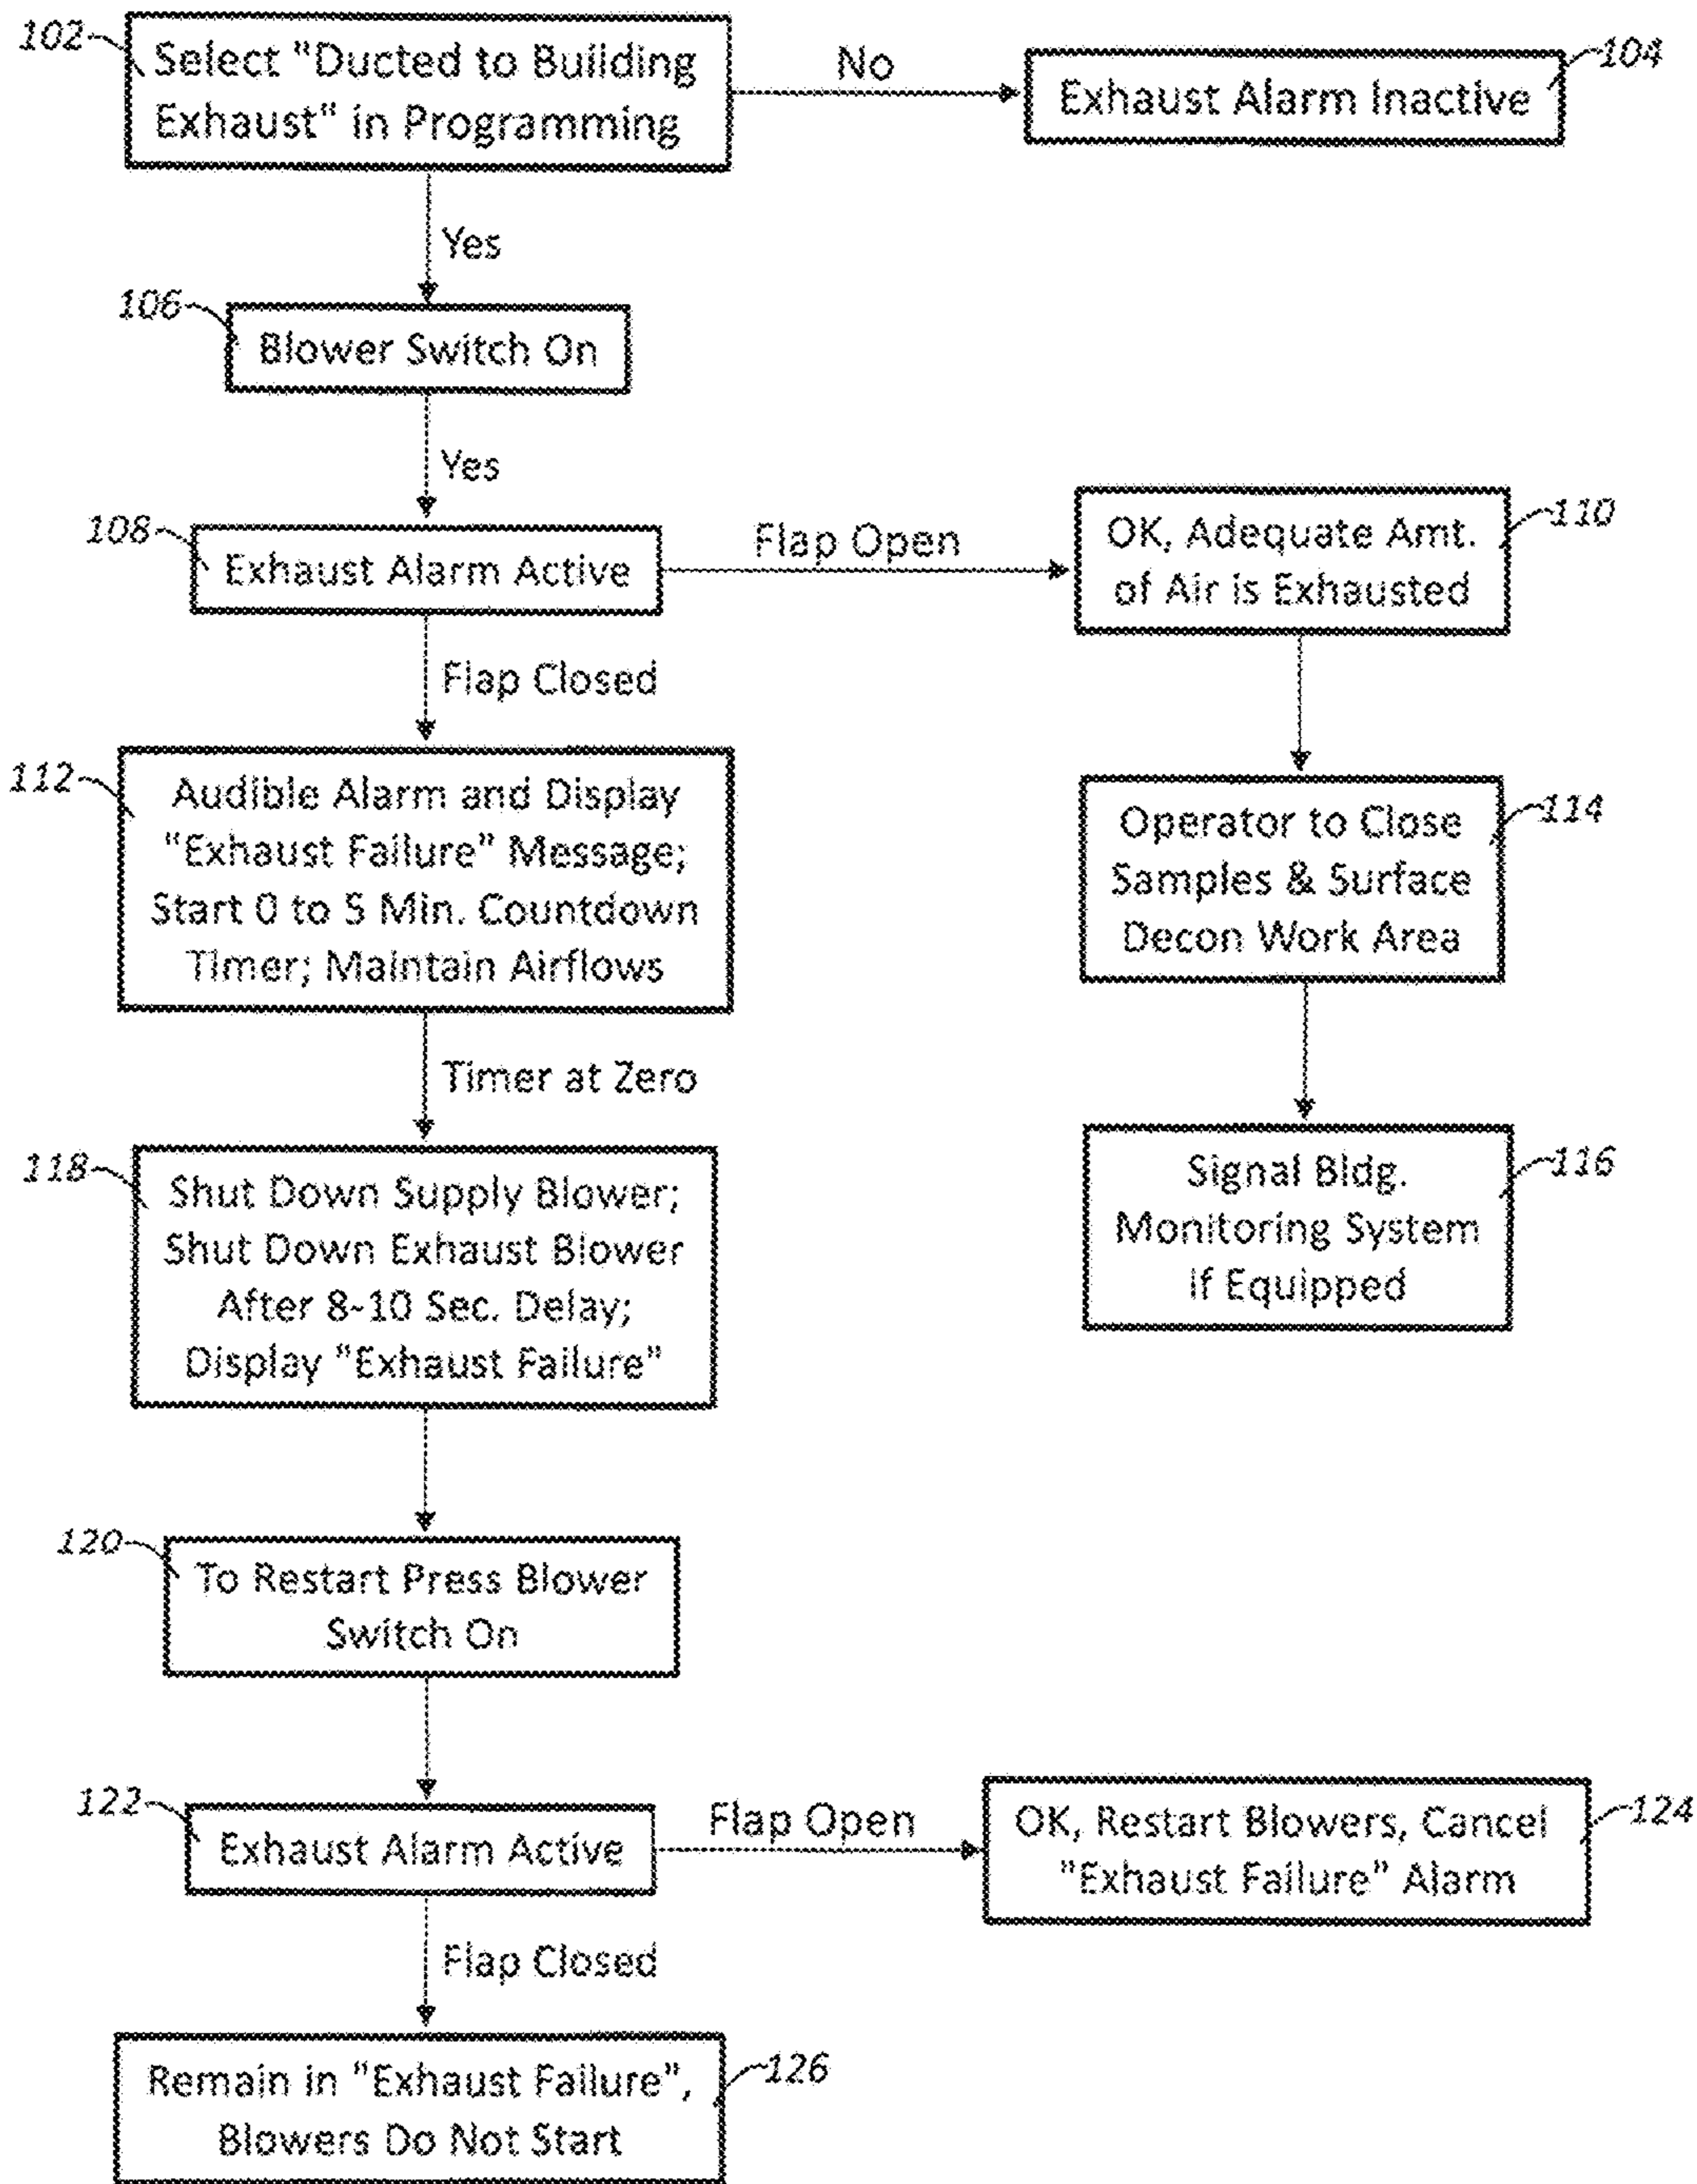 102
Select "Ducted to Building
Exhaust" in Programming
No
Exhaust Alarm Inactive
104
Yes
106
Blower Switch On
Yes
108
Exhaust Alarm Active
Flap Open
OK, Adequate Amt.
of Air is Exhausted
110
Flap Closed
112
Audible Alarm and Display
"Exhaust Failure" Message;
Start 0 to 5 Min. Countdown
Timer; Maintain Airflows
Operator to Close
Samples & Surface
Decon Work Area
114
Timer at Zero
118
Shut Down Supply Blower;
Shut Down Exhaust Blower
After 8-10 Sec. Delay;
Display "Exhaust Failure"
Signal Bldg.
Monitoring System
if Equipped
116
120
To Restart Press Blower
Switch On
122
Exhaust Alarm Active
Flap Open
OK, Restart Blowers, Cancel
"Exhaust Failure" Alarm
124
Flap Closed
Remain in "Exhaust Failure",
Blowers Do Not Start
126